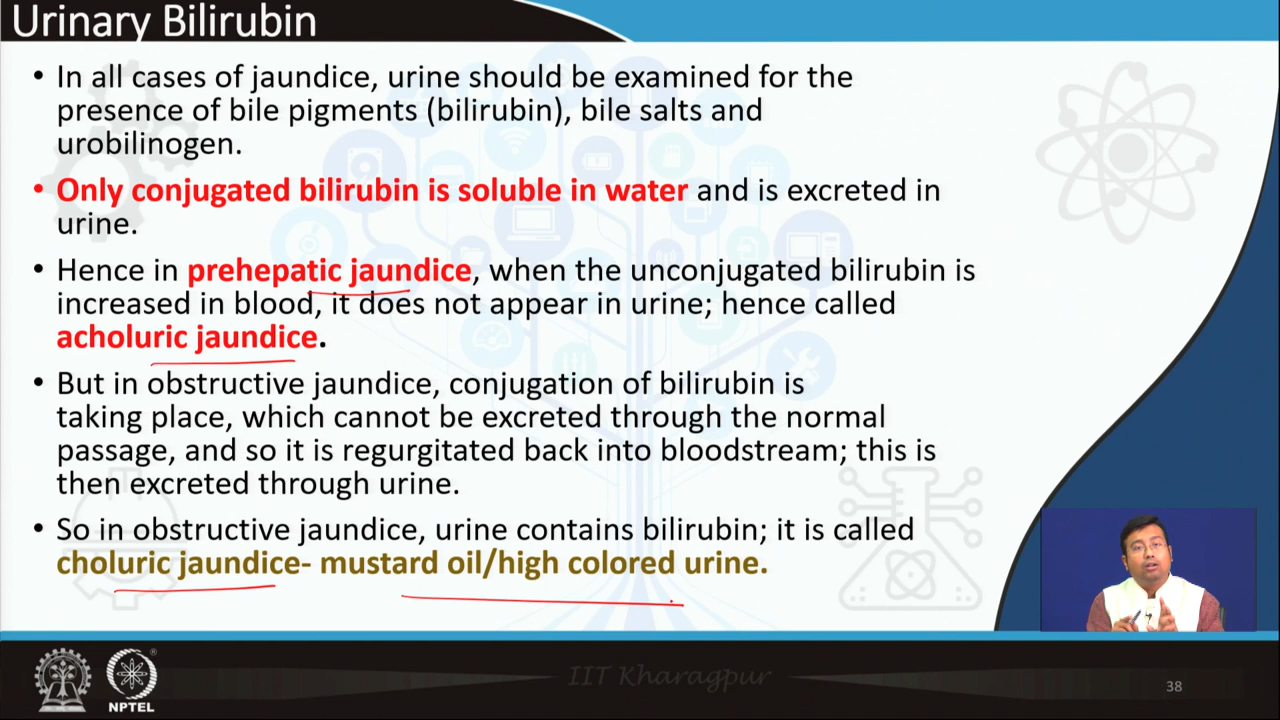 Urinary Bilirubin
• In all cases of jaundice, urine should be examined for the
presence of bile pigments (bilirubin), bile salts and
urobilinogen.
• Only conjugated bilirubin is soluble in water and is excreted in
urine.
• Hence in prehepatic jaundice, when the unconjugated bilirubin is
increased in blood, it does not appear in urine; hence called
acholuric jaundice.
• But in obstructive jaundice, conjugation of bilirubin is
taking place, which cannot be excreted through the normal
passage, and so it is regurgitated back into bloodstream; this is
then excreted through urine.
• So in obstructive jaundice, urine contains bilirubin; it is called
choluric jaundice- mustard oil/high colored urine.
IIT Kharagpur
NPTEL
®
38